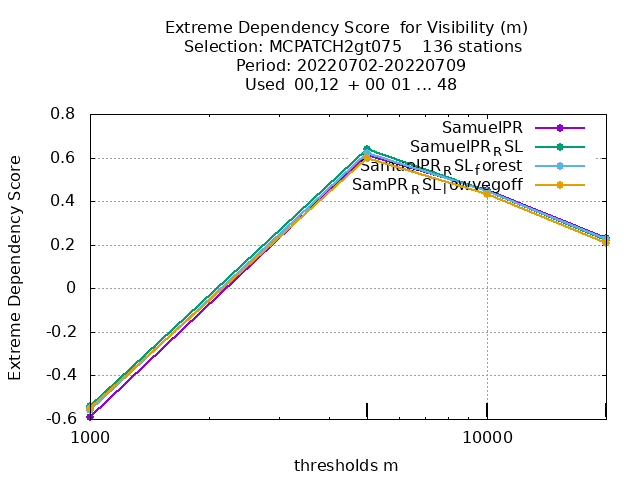 Extreme Dependency Score  for Visibility (m)
Selection: MCPATCH2gt075    136 stations
Period: 20220702-20220709
Used  00,12  + 00 01 ... 48
Extreme Dependency Score
0.8
0.6
0.4
0.2
0
-0.2
-0.4
-0.6
SamuelPR
SamuelPR_RSL
SamuelPR_RSL_forest
SamPR_RSL_lowvegoff
1000
10000
thresholds m